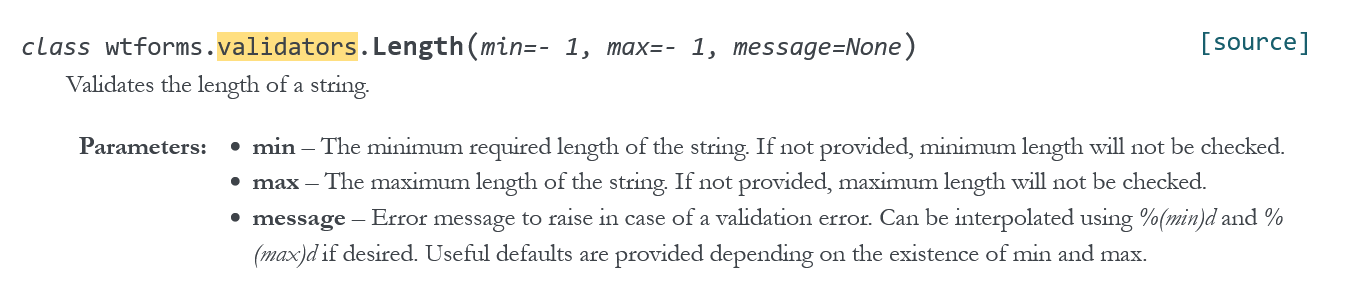 class wtforms.validators.Length(min=- 1, max=- 1, message=None) [source]
Validates the length of a string.
Parameters: • min – The minimum required length of the string. If not provided, minimum length will not be checked.
• max – The maximum length of the string. If not provided, maximum length will not be checked.
• message – Error message to raise in case of a validation error. Can be interpolated using %(min)d and %
(max)d if desired. Useful defaults are provided depending on the existence of min and max.